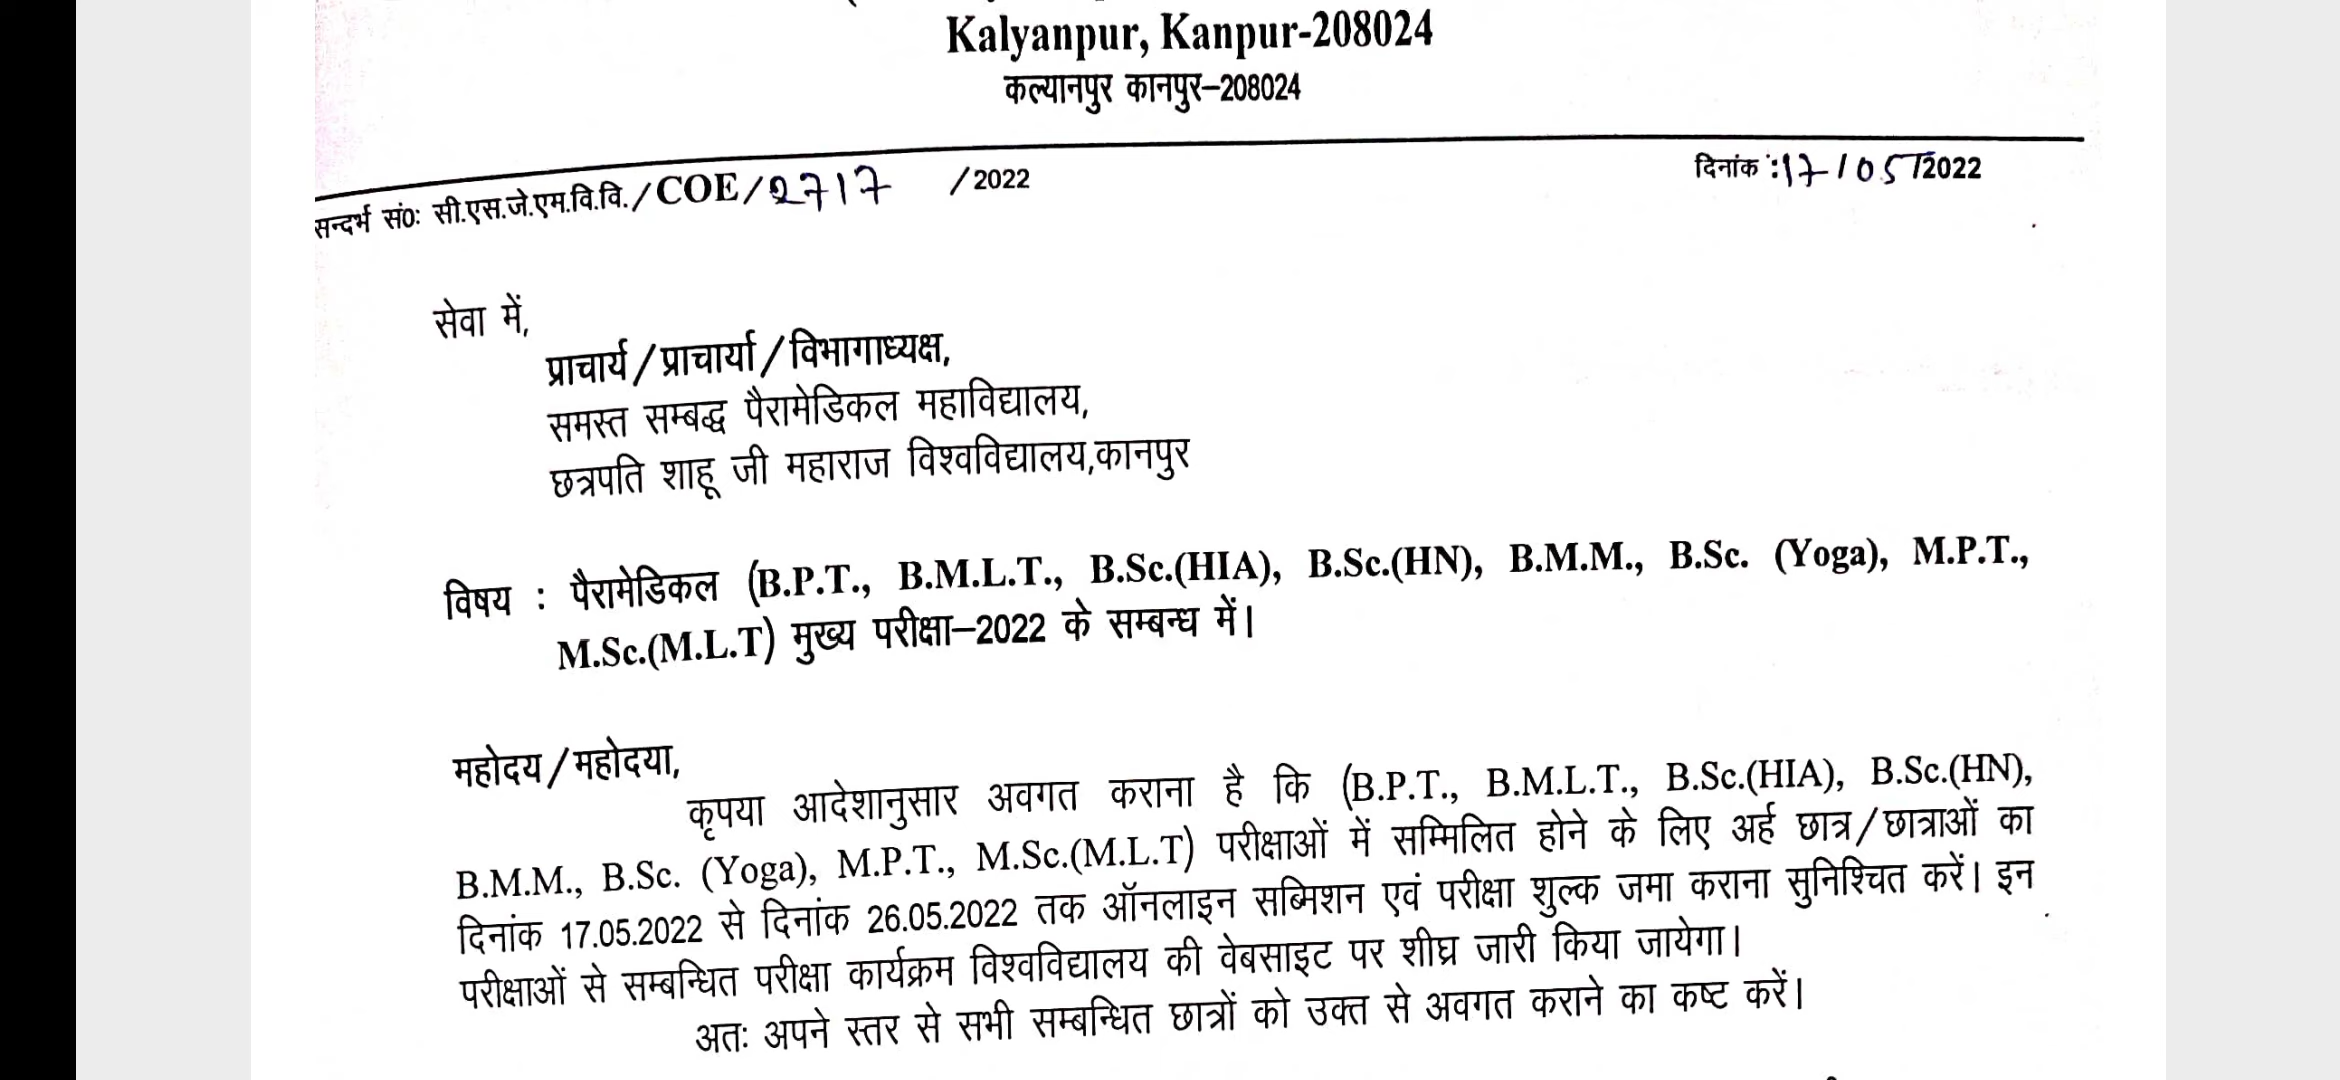 Kalyanpur, Kanpur-208024
कल्यानपुर कानपुर–208024
सन्दर्भ सं0: सी.एस.जे.एम.वि.वि./COE/2717 /2022
दिनांक :17/05/2022
सेवा में,
प्राचार्य/प्राचार्या/विभागाध्यक्ष,
समस्त सम्बद्ध पैरामेडिकल महाविद्यालय,
छत्रपति शाहू जी महाराज विश्वविद्यालय,कानपुर
विषय : पैरामेडिकल (B.P.T., B.M.L.T., B.Sc.(HIA), B.Sc.(HN), B.M.M., B.Sc. (Yoga), M.P.T.,
M.Sc.(M.L.T) मुख्य परीक्षा–2022 के सम्बन्ध में।
महोदय/महोदया,
कृपया आदेशानुसार अवगत कराना है कि (B.P.T., B.M.L.T., B.Sc.(HIA), B.Sc.(HN),
B.M.M., B.Sc. (Yoga), M.P.T., M.Sc.(M.L.T) परीक्षाओं में सम्मिलित होने के लिए अर्ह छात्र/छात्राओं का
दिनांक 17.05.2022 से दिनांक 26.05.2022 तक ऑनलाइन सब्मिशन एवं परीक्षा शुल्क जमा कराना सुनिश्चित करें। इन
परीक्षाओं से सम्बन्धित परीक्षा कार्यक्रम विश्वविद्यालय की वेबसाइट पर शीघ्र जारी किया जायेगा।
अतः अपने स्तर से सभी सम्बन्धित छात्रों को उक्त से अवगत कराने का कष्ट करें।